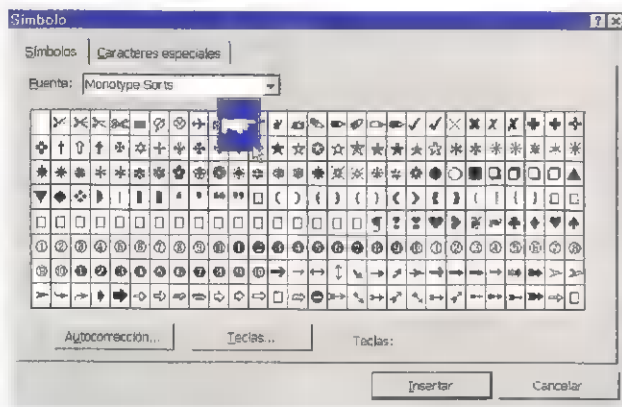 Símbolo
Símbolos Caracteres especiales
Fuente: Monotype Sorts
Autocorrección... Teclas... Teclas:
Insertar Cancelar